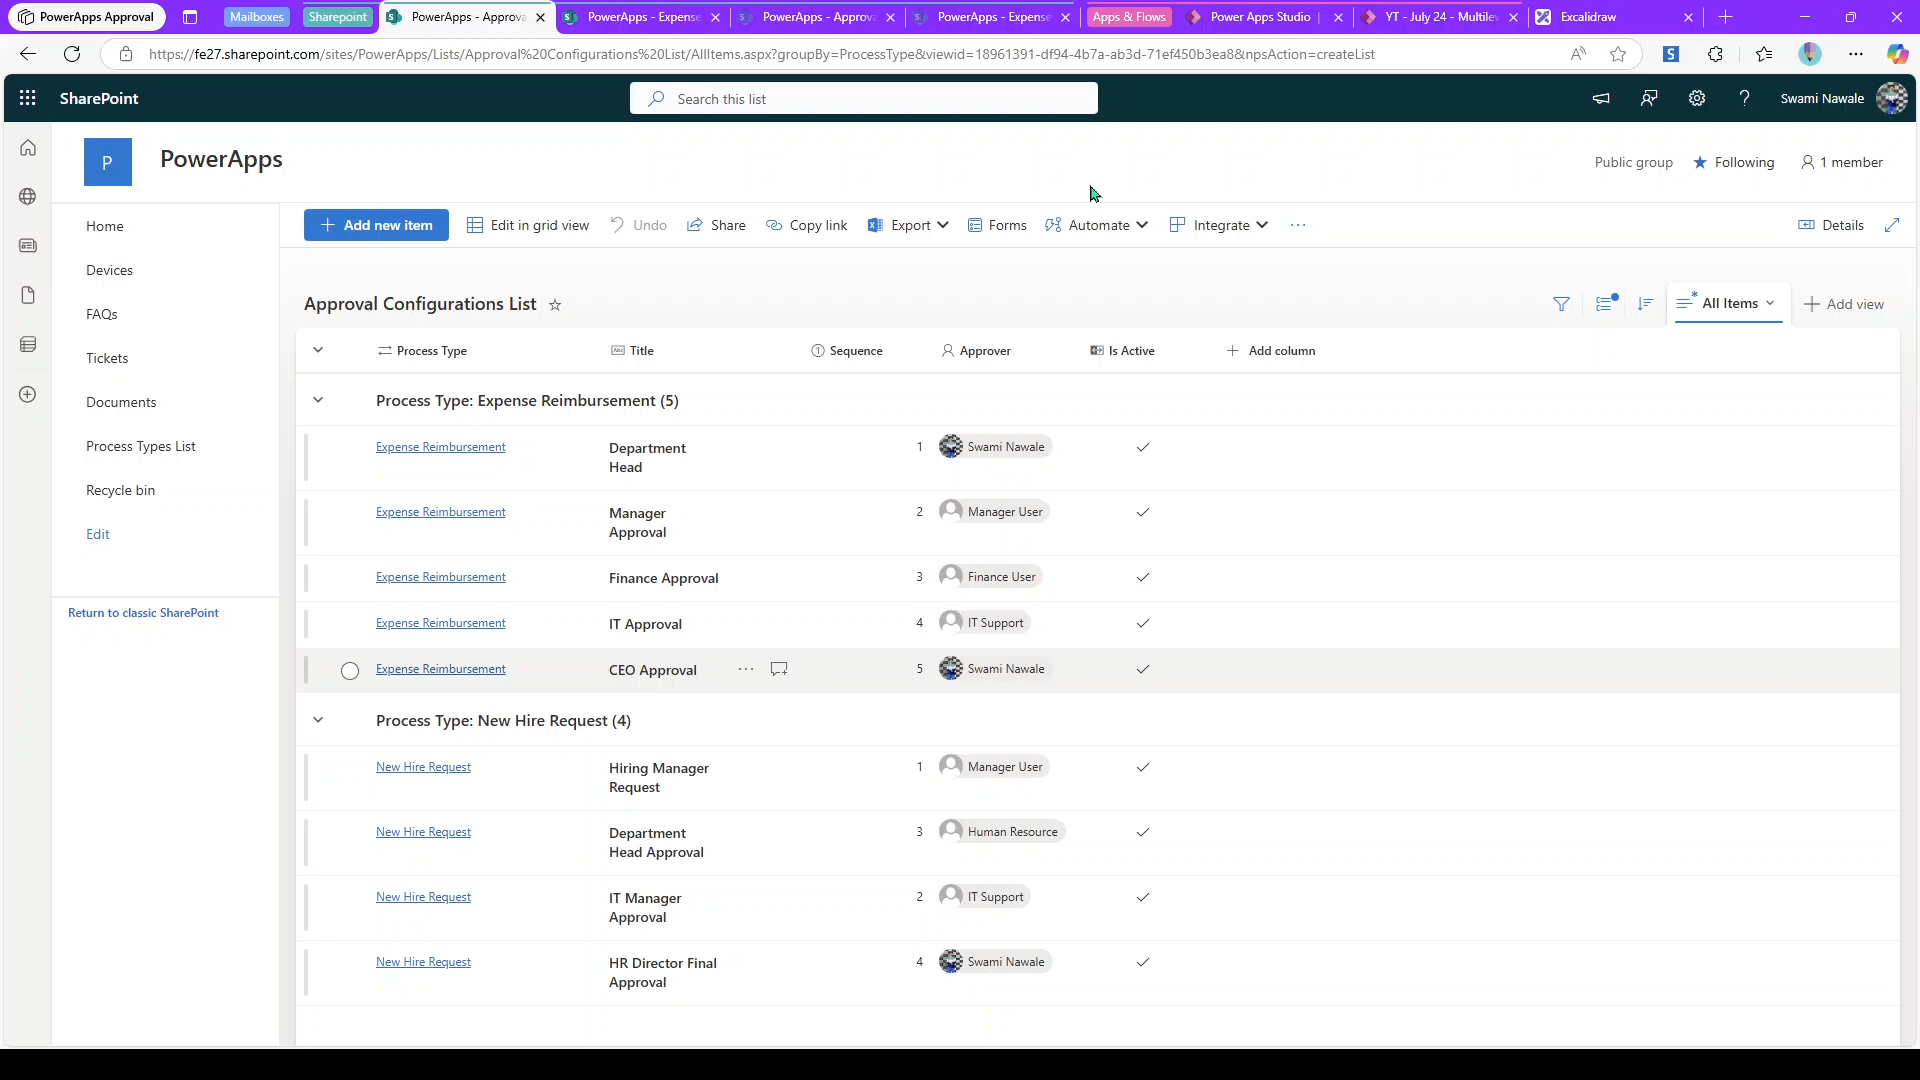 PowerApps Approval
Mailboxes
Sharepoint
PowerApps - Approva
PowerApps - Expense
PowerApps - Approva
PowerApps - Expense
Apps & Flows
Power Apps Studio |
YT - July 24 - Multilev
Excalidraw
https://fe27.sharepoint.com/sites/PowerApps/Lists/Approval%20Configurations%20List/AllItems.aspx?groupBy=ProcessType&viewid=18961391-df94-4b7a-ab3d-71ef450b3ea8&npsAction=createList
SharePoint
Search this list
Swami Nawale
P
PowerApps
Public group
Following
1 member
Home
Devices
FAQs
Tickets
Documents
Process Types List
Recycle bin
Edit
Return to classic SharePoint
Add new item
Edit in grid view
Undo
Share
Copy link
Export
Forms
Automate
Integrate
Details
Approval Configurations List
All Items
Add view
Process Type
Title
Sequence
Approver
Is Active
Add column
Process Type: Expense Reimbursement (5)
Expense Reimbursement
Department
Head
1
Swami Nawale
Expense Reimbursement
Manager
Approval
2
Manager User
Expense Reimbursement
Finance Approval
3
Finance User
Expense Reimbursement
IT Approval
4
IT Support
Expense Reimbursement
CEO Approval
5
Swami Nawale
Process Type: New Hire Request (4)
New Hire Request
Hiring Manager
Request
1
Manager User
New Hire Request
Department
Head Approval
3
Human Resource
New Hire Request
IT Manager
Approval
2
IT Support
New Hire Request
HR Director Final
Approval
4
Swami Nawale